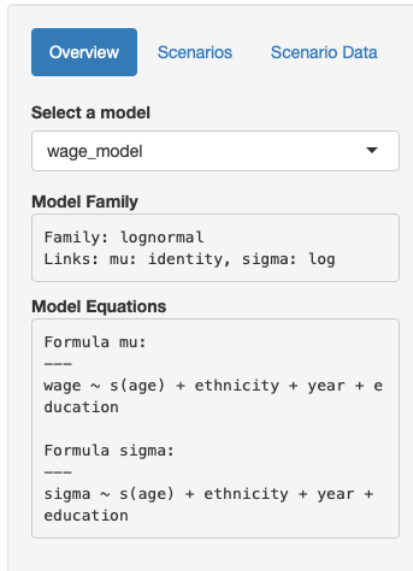 Overview Scenarios Scenario Data
Select a model
wage_model
Model Family
Family: lognormal
Links: mu: identity, sigma: log
Model Equations
Formula mu:
---
wage ~ s(age) + ethnicity + year + e
ducation
Formula sigma:
---
sigma ~ s(age) + ethnicity + year +
education